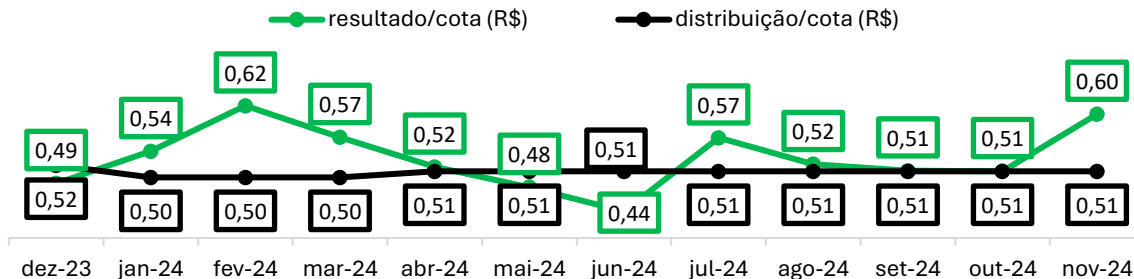 resultado/cota (R$) distribuição/cota (R$)
0,62 0,60
0,54 0,57 0,57
0,49 0,52 0,48 0,51 0,52 0,51 0,51
0,52 0,50 0,50 0,50 0,51 0,51 0,44 0,51 0,51 0,51 0,51 0,51
dez-23 jan-24 fev-24 mar-24 abr-24 mai-24 jun-24 jul-24 ago-24 set-24 out-24 nov-24